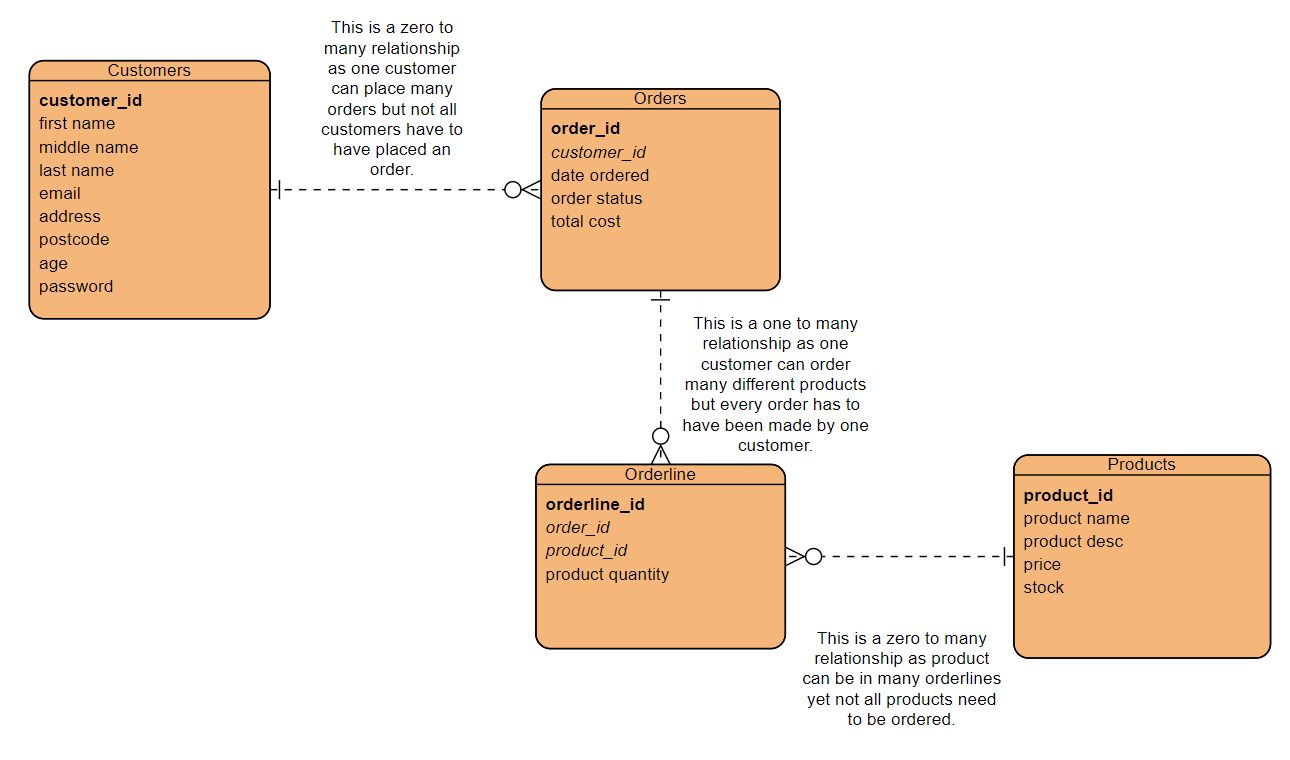 This is a zero to
many relationship
as one customer
can place many
orders but not all
customers have to
have placed an
order.
Customers
customer_id
first name
middle name
last name
email
address
postcode
age
password
Orders
order_id
customer_id
date ordered
order status
total cost
This is a one to many
relationship as one
customer can order
many different products
but every order has to
have been made by one
customer.
Orderline
orderline_id
order_id
product_id
product quantity
Products
product_id
product name
product desc
price
stock
This is a zero to many
relationship as product
can be in many orderlines
yet not all products need
to be ordered.